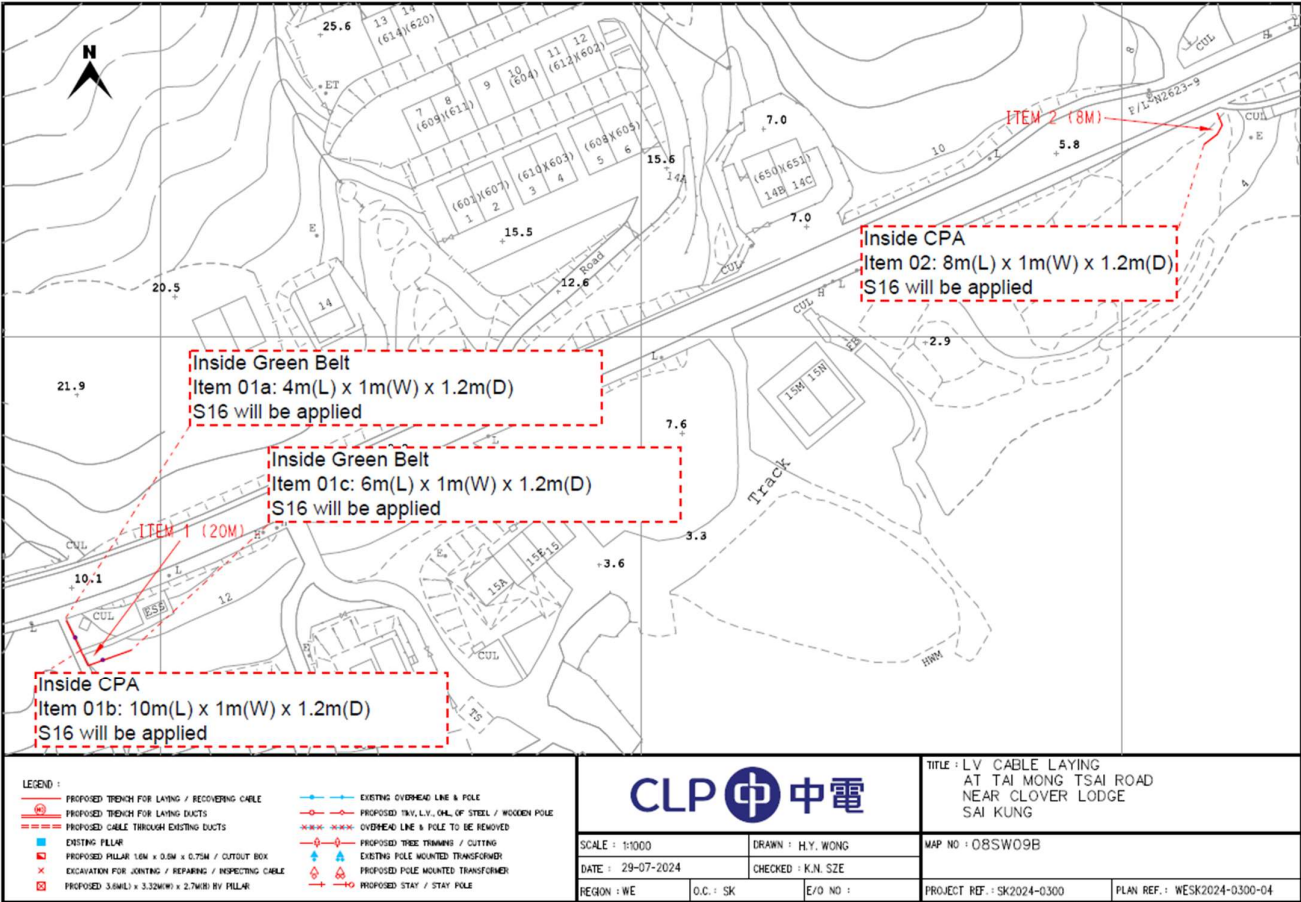 N
25.6
13 14
(614)(620)
11 12
(612)(602)
9 10
(604)
7 8
(609)(611)
ET
(608)(605)
5 6
(610)(603)
3 4
(601)(607)
1 2
15.6
14A
15.5
7.0
(650)(651)
14B 14C
7.0
CUL
ITEM 2 (8M)
F/L N2623-9
CUL
H
L
8
CUL
E
10
L
5.8
4
Inside CPA
Item 02: 8m(L) x 1m(W) x 1.2m(D)
S16 will be applied
E
20.5
14
Road
12.6
H
L
CUL
EB
2.9
15M 15N
Inside Green Belt
Item 01a: 4m(L) x 1m(W) x 1.2m(D)
S16 will be applied
L
21.9
7.6
L
Inside Green Belt
Item 01c: 6m(L) x 1m(W) x 1.2m(D)
S16 will be applied
Track
ITEM 1 (20M)
H
CUL
3.3
E
15E 15
3.6
15A
10.1
L
12
CUL
ESS
L
E
CUL
HWM
TS
Inside CPA
Item 01b: 10m(L) x 1m(W) x 1.2m(D)
S16 will be applied
LEGEND :
PROPOSED TRENCH FOR LAYING / RECOVERING CABLE
PROPOSED TRENCH FOR LAYING DUCTS
PROPOSED CABLE THROUGH EXISTING DUCTS
EXISTING PILLAR
PROPOSED PILLAR 1.6W x 0.5W x 0.75M / CUTOUT BOX
EXCAVATION FOR JOINTING / REPAIRING / INSPECTING CABLE
PROPOSED 3.6M(L) x 3.32M(W) x 2.7M(H) HV PILLAR
EXISTING OVERHEAD LINE & POLE
PROPOSED 11kV, L.V., OHL, OF STEEL / WOODEN POLE
OVERHEAD LINE & POLE TO BE REMOVED
PROPOSED TREE TRIMMING / CUTTING
EXISTING POLE MOUNTED TRANSFORMER
PROPOSED POLE MOUNTED TRANSFORMER
PROPOSED STAY / STAY POLE
CLP 中電
SCALE : 1:1000
DRAWN : H.Y. WONG
DATE : 29-07-2024
CHECKED : K.N. SZE
REGION : WE
O.C. : SK
E/O NO :
TITLE : LV CABLE LAYING
AT TAI MONG TSAI ROAD
NEAR CLOVER LODGE
SAI KUNG
MAP NO : 08SW09B
PROJECT REF. : SK2024-0300
PLAN REF. : WESK2024-0300-04